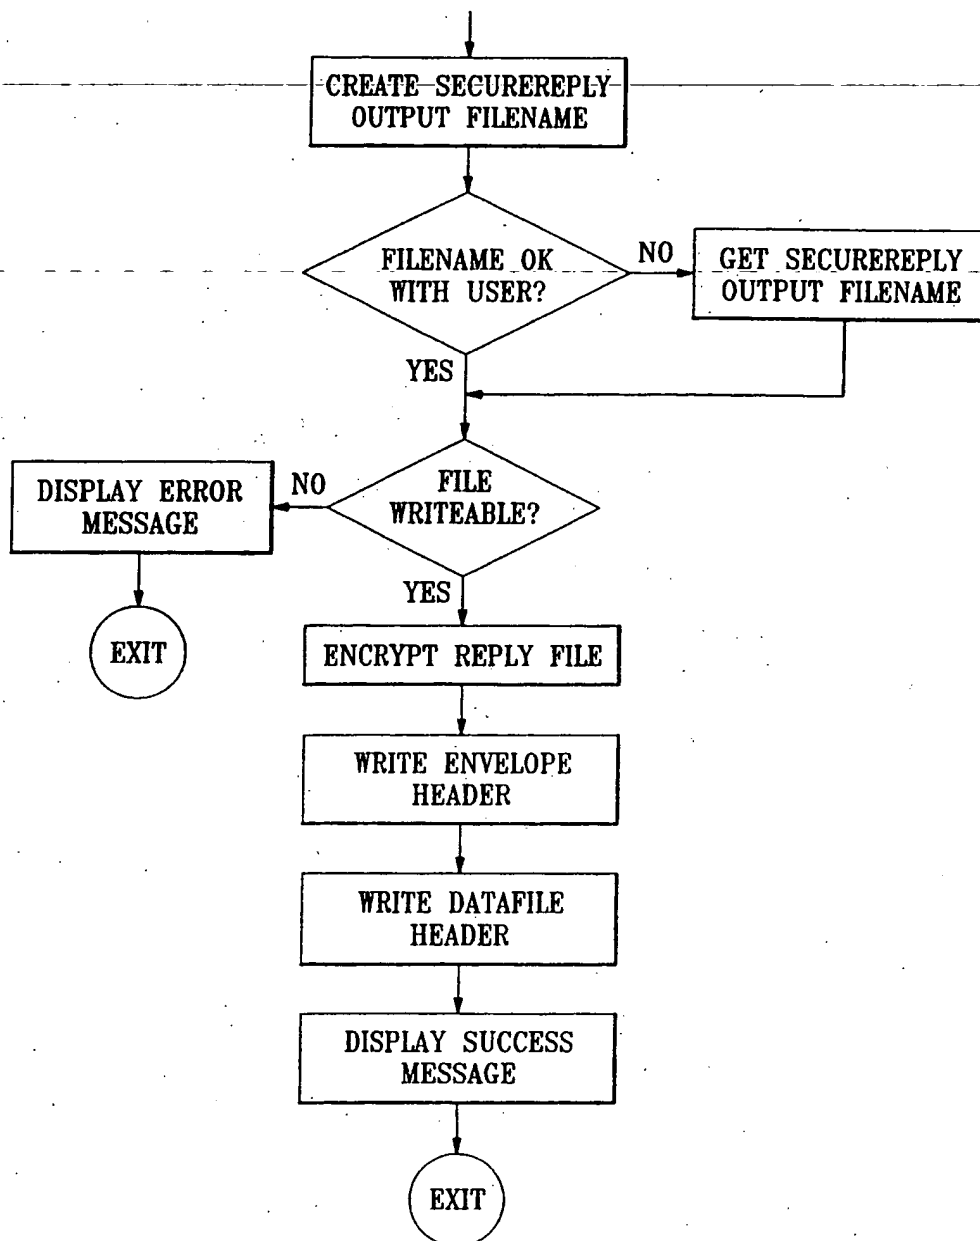 CREATE SECUREREPLY
OUTPUT FILENAME
FILENAME OK
WITH USER?
NO
GET SECUREREPLY
OUTPUT FILENAME
YES
FILE
WRITEABLE?
NO
DISPLAY ERROR
MESSAGE
EXIT
YES
ENCRYPT REPLY FILE
WRITE ENVELOPE
HEADER
WRITE DATAFILE
HEADER
DISPLAY SUCCESS
MESSAGE
EXIT